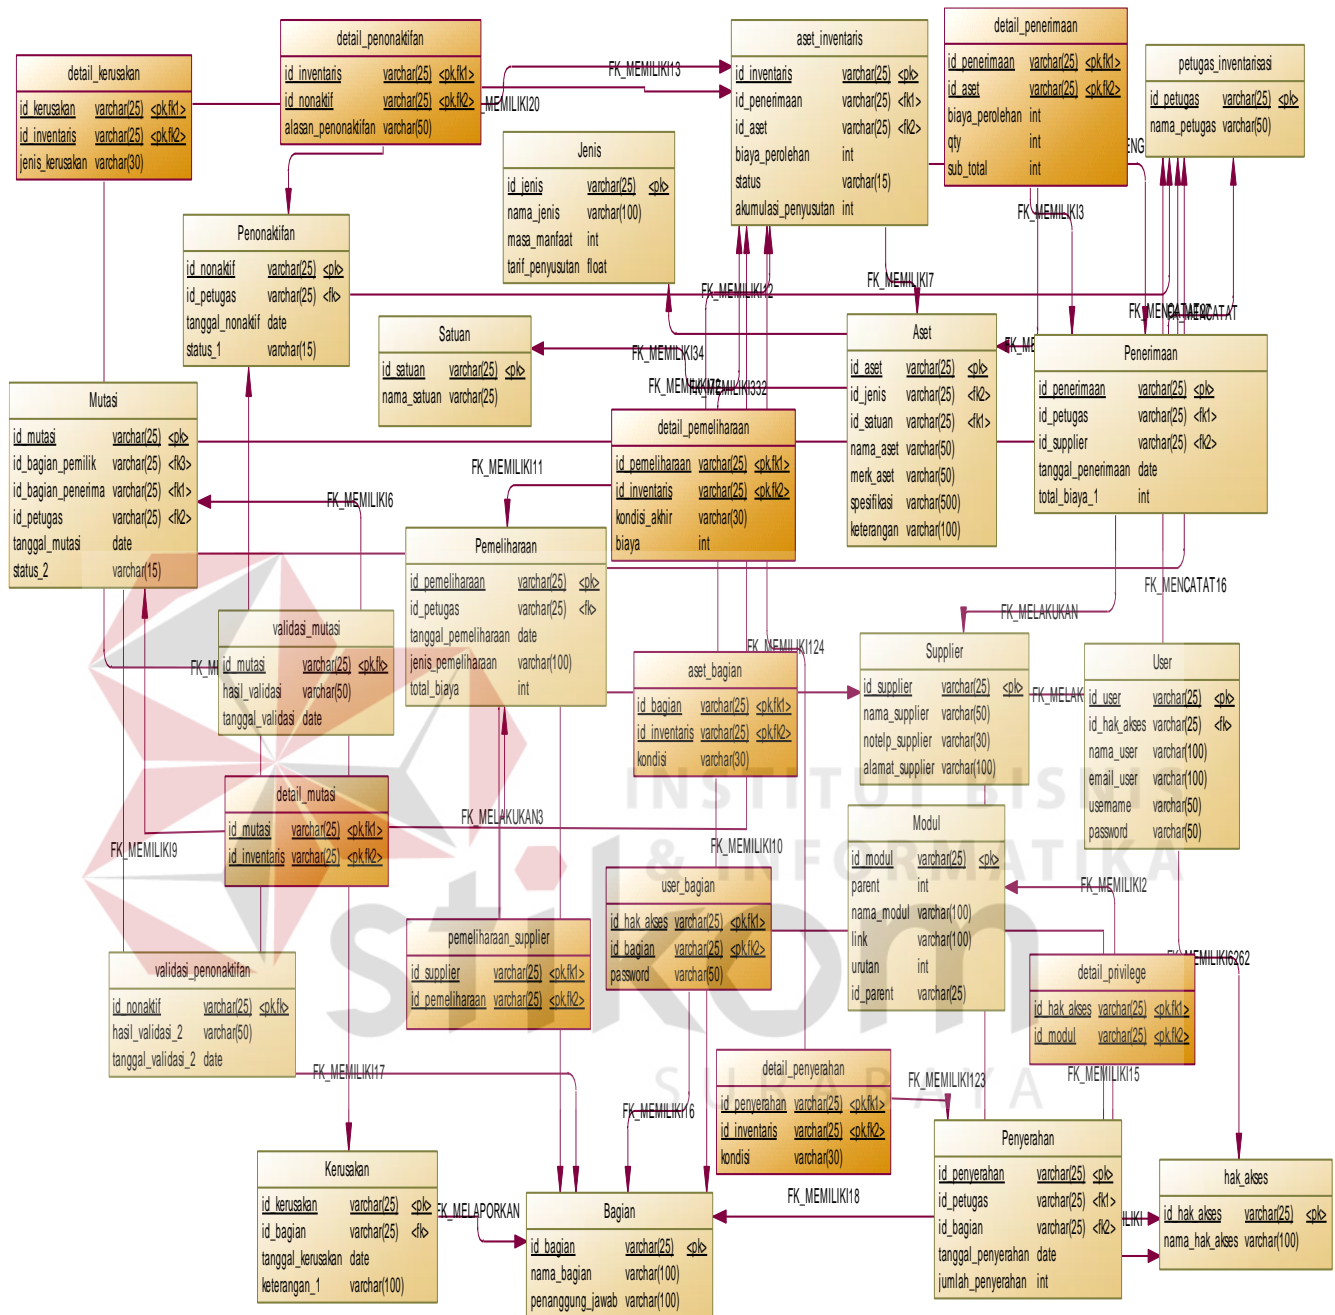 detail_kerusakan
id_kerusakan varchar(25) <pk,fk1>
id_inventaris varchar(25) <pk,fk2>
jenis_kerusakan varchar(30)
detail_penonaktifan
id_inventaris varchar(25) <pk,fk1>
id_nonaktif varchar(25) <pk,fk2>
alasan_penonaktifan varchar(50)
aset_inventaris
id_inventaris varchar(25) <pk>
id_penerimaan varchar(25) <fk1>
id_aset varchar(25) <fk2>
biaya_perolehan int
status varchar(15)
akumulasi_penyusutan int
detail_penerimaan
id_penerimaan varchar(25) <pk,fk1>
id_aset varchar(25) <pk,fk2>
biaya_perolehan int
qty int
sub_total int
petugas_inventarisasi
id_petugas varchar(25) <pk>
nama_petugas varchar(50)
FK_MEMILIKI13
MEMILIKI20
Jenis
id_jenis varchar(25) <pk>
nama_jenis varchar(100)
masa_manfaat int
tarif_penyusutan float
FK_MEMILIKI3
Penonaktifan
id_nonaktif varchar(25) <pk>
id_petugas varchar(25) <fk>
tanggal_nonaktif date
status_1 varchar(15)
FK_MEMILIKI12
FK_MEMILIKI7
FK_MENCATAT
Satuan
id_satuan varchar(25) <pk>
nama_satuan varchar(25)
FK_MEMILIKI34
Aset
id_aset varchar(25) <pk>
id_jenis varchar(25) <fk2>
id_satuan varchar(25) <fk1>
nama_aset varchar(50)
merk_aset varchar(50)
spesifikasi varchar(500)
keterangan varchar(100)
Penerimaan
id_penerimaan varchar(25) <pk>
id_petugas varchar(25) <fk1>
id_supplier varchar(25) <fk2>
tanggal_penerimaan date
total_biaya_1 int
Mutasi
id_mutasi varchar(25) <pk>
id_bagian_pemilik varchar(25) <fk3>
id_bagian_penerima varchar(25) <fk1>
id_petugas varchar(25) <fk2>
tanggal_mutasi date
status_2 varchar(15)
detail_pemeliharaan
id_pemeliharaan varchar(25) <pk,fk1>
id_inventaris varchar(25) <pk,fk2>
kondisi_akhir varchar(30)
biaya int
FK_MEMILIKI11
FK_MEMILIKI6
Pemeliharaan
id_pemeliharaan varchar(25) <pk>
id_petugas varchar(25) <fk>
tanggal_pemeliharaan date
jenis_pemeliharaan varchar(100)
total_biaya int
FK_MENCATAT16
FK_MELAKUKAN
validasi_mutasi
id_mutasi varchar(25) <pk,fk>
hasil_validasi varchar(50)
tanggal_validasi date
FK_MEMILIKI124
aset_bagian
id_bagian varchar(25) <pk,fk1>
id_inventaris varchar(25) <pk,fk2>
kondisi varchar(30)
Supplier
id_supplier varchar(25) <pk>
nama_supplier varchar(50)
notelp_supplier varchar(30)
alamat_supplier varchar(100)
FK_MELAK
User
id_user varchar(25) <pk>
id_hak_akses varchar(25) <fk>
nama_user varchar(100)
email_user varchar(100)
username varchar(50)
password varchar(50)
INSTITUT BISNIS
& INFORMATIKA
stikom
SURABAYA
detail_mutasi
id_mutasi varchar(25) <pk,fk1>
id_inventaris varchar(25) <pk,fk2>
FK_MELAKUKAN3
FK_MEMILIKI9
FK_MEMILIKI10
Modul
id_modul varchar(25) <pk>
parent int
nama_modul varchar(100)
link varchar(100)
urutan int
id_parent varchar(25)
FK_MEMILIKI2
user_bagian
id_hak_akses varchar(25) <pk,fk1>
id_bagian varchar(25) <pk,fk2>
password varchar(50)
pemeliharaan_supplier
id_supplier varchar(25) <pk,fk1>
id_pemeliharaan varchar(25) <pk,fk2>
FK_MEMILIKI6262
validasi_penonaktifan
id_nonaktif varchar(25) <pk,fk>
hasil_validasi_2 varchar(50)
tanggal_validasi_2 date
detail_privilege
id_hak_akses varchar(25) <pk,fk1>
id_modul varchar(25) <pk,fk2>
FK_MEMILIKI17
detail_penyerahan
id_penyerahan varchar(25) <pk,fk1>
id_inventaris varchar(25) <pk,fk2>
kondisi varchar(30)
FK_MEMILIKI123
FK_MEMILIKI15
FK_MEMILIKI16
Kerusakan
id_kerusakan varchar(25) <pk>
id_bagian varchar(25) <fk>
tanggal_kerusakan date
keterangan_1 varchar(100)
FK_MELAPORKAN
Bagian
id_bagian varchar(25) <pk>
nama_bagian varchar(100)
penanggung_jawab varchar(100)
FK_MEMILIKI18
Penyerahan
id_penyerahan varchar(25) <pk>
id_petugas varchar(25) <fk1>
id_bagian varchar(25) <fk2>
tanggal_penyerahan date
jumlah_penyerahan int
hak_akses
id_hak_akses varchar(25) <pk>
nama_hak_akses varchar(100)